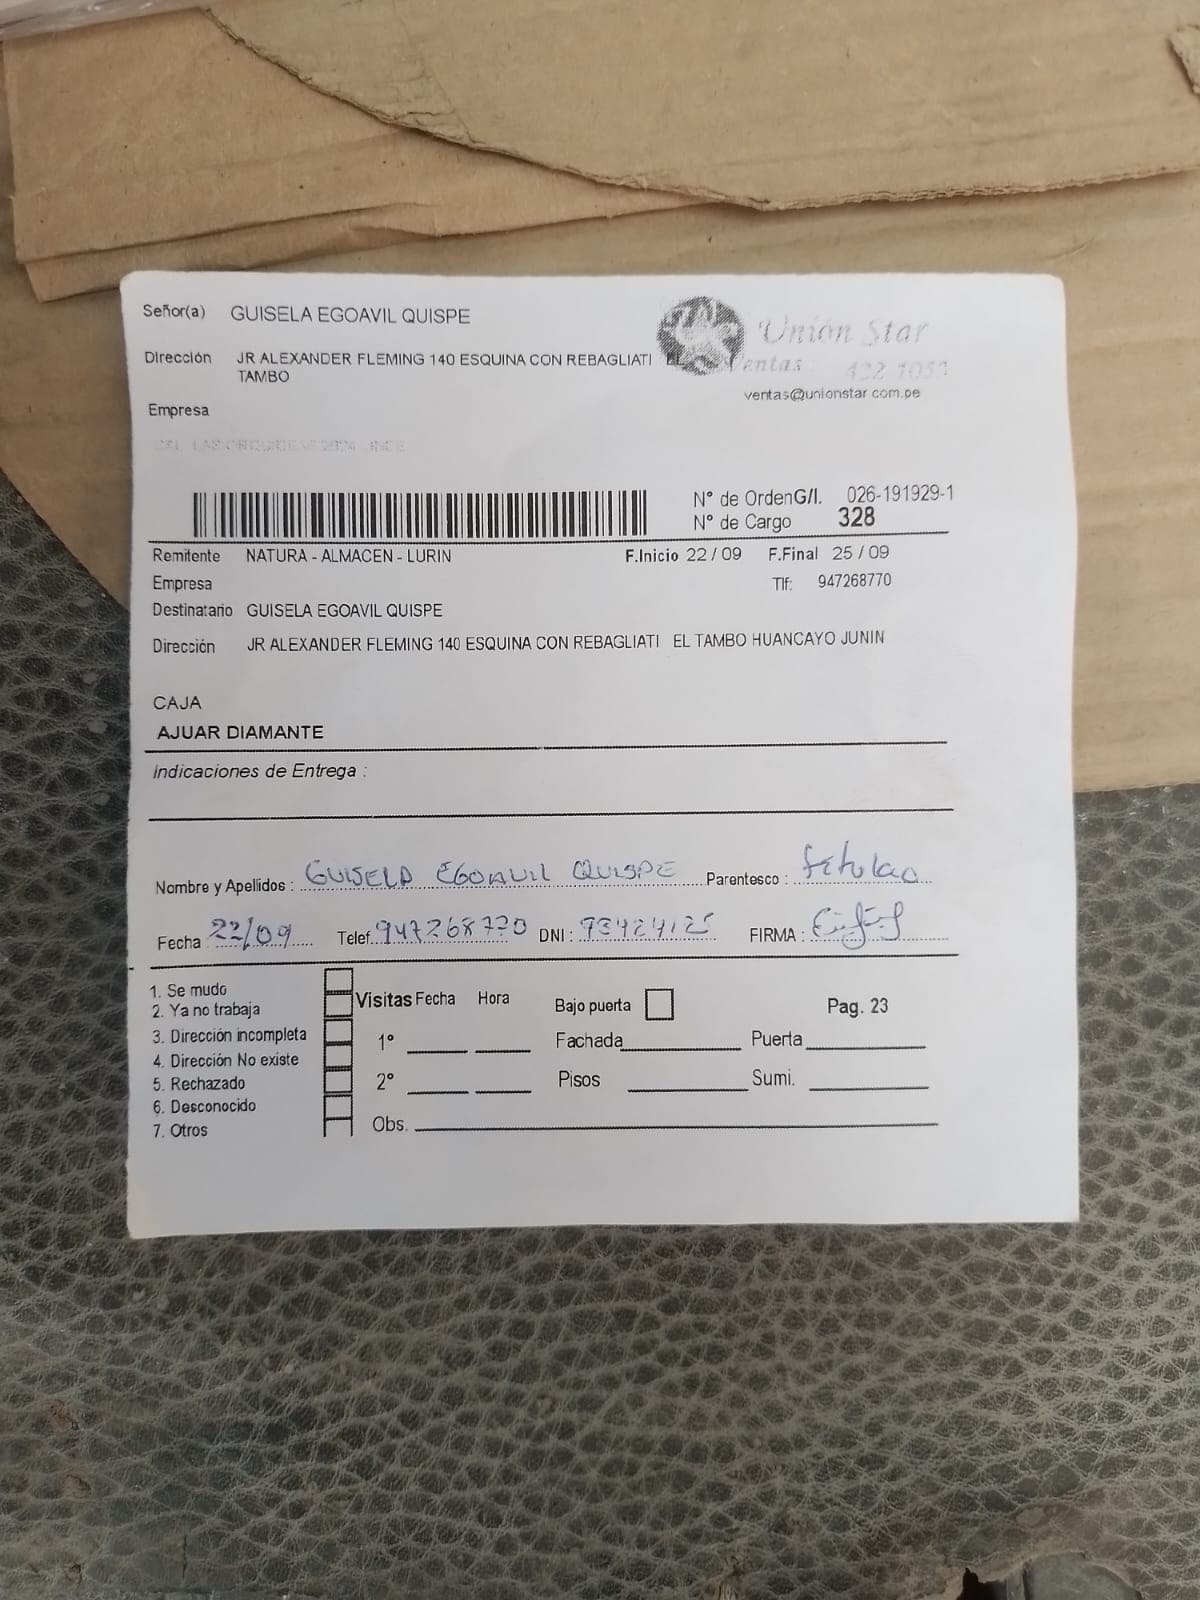 Señor(a) GUISELA EGOAVIL QUISPE
Unión Star
Dirección JR ALEXANDER FLEMING 140 ESQUINA CON REBAGLIATI EL
TAMBO
Ventas: 422 1053
ventas@unionstar.com.pe
Empresa
N° de OrdenG/I. 026-191929-1
N° de Cargo 328
Remitente NATURA - ALMACEN - LURIN F.Inicio 22 / 09 F.Final 25 / 09
Empresa Tlf: 947268770
Destinatario GUISELA EGOAVIL QUISPE
Dirección JR ALEXANDER FLEMING 140 ESQUINA CON REBAGLIATI EL TAMBO HUANCAYO JUNIN
CAJA
AJUAR DIAMANTE
Indicaciones de Entrega :
Nombre y Apellidos : GUISELA EGOAVIL QUISPE Parentesco :
Fecha 22/09 Telef. 947268770 DNI : FIRMA :
1. Se mudo
2. Ya no trabaja
3. Dirección incompleta
4. Dirección No existe
5. Rechazado
6. Desconocido
7. Otros
Visitas Fecha Hora Bajo puerta Pag. 23
1° Fachada Puerta
2° Pisos Sumi.
Obs.